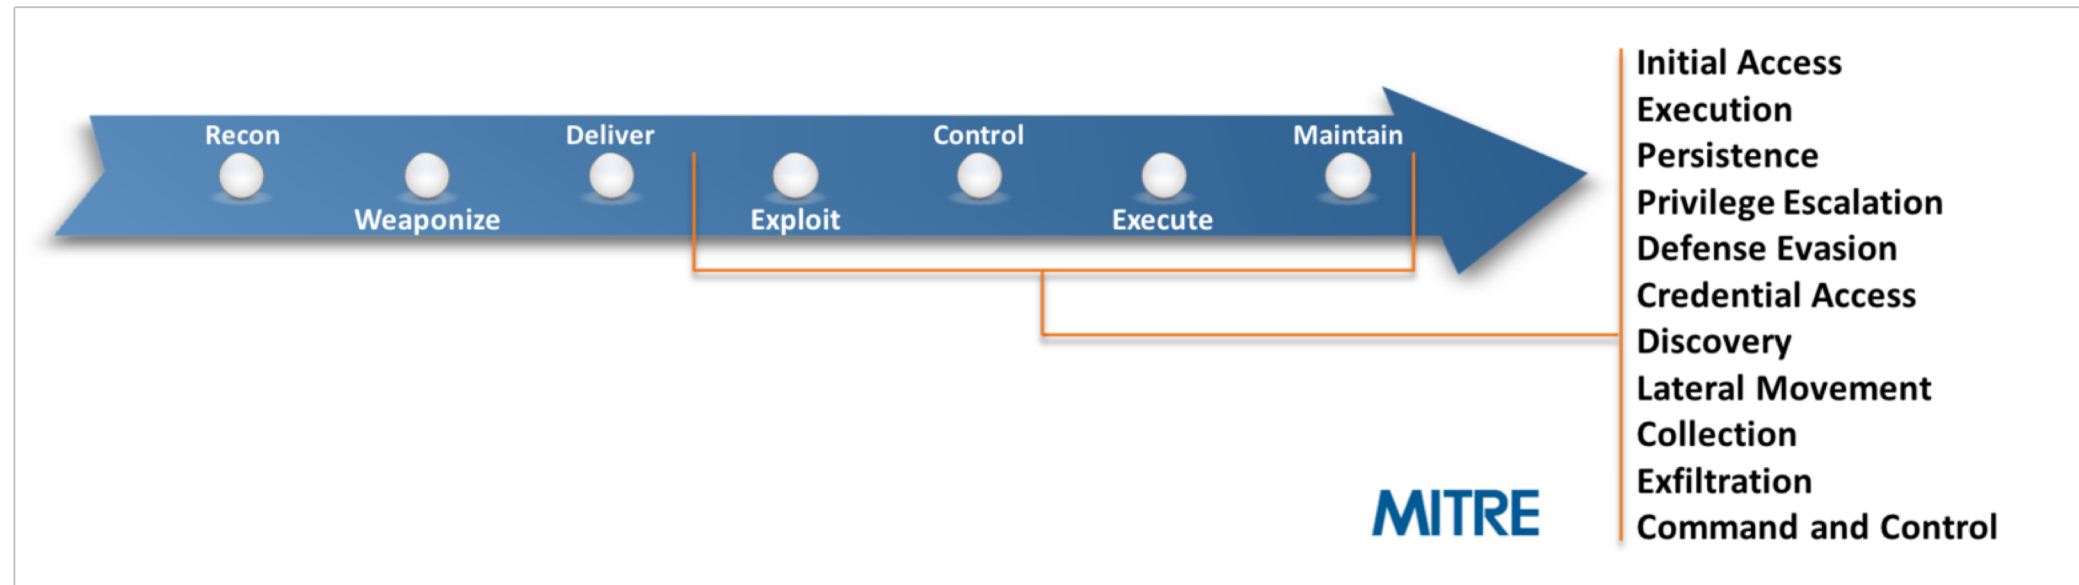 Recon
Weaponize
Deliver
Exploit
Control
Execute
Maintain
Initial Access
Execution
Persistence
Privilege Escalation
Defense Evasion
Credential Access
Discovery
Lateral Movement
Collection
Exfiltration
Command and Control
MITRE